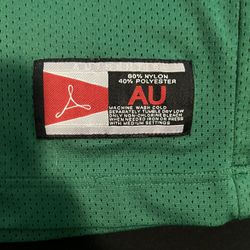 60% NYLON
40% POLYESTER
AU
MACHINE WASH COLD
SEPARATELY TUMBLE DRY LOW
ONLY NON-CHLORINE BLEACH
WHEN NEEDED IRON OR PRESS
WITH MEDIUM SETTINGS